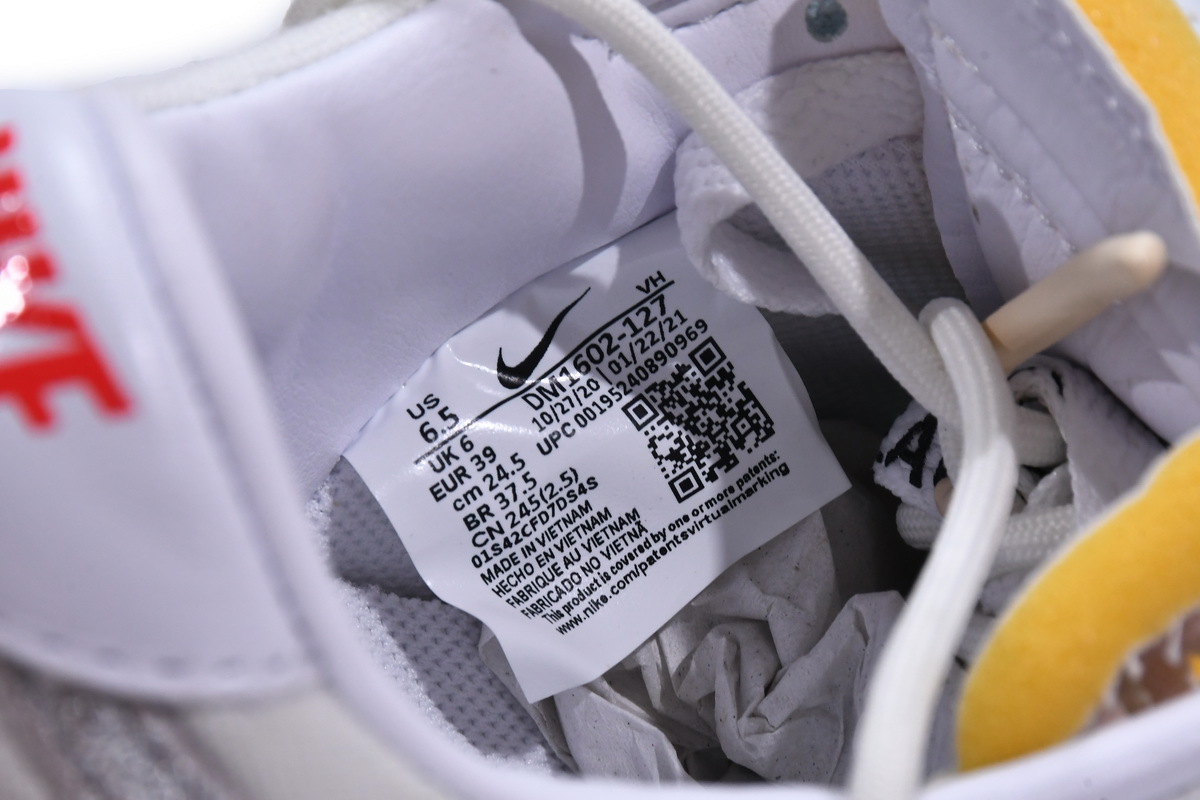 NIKE
US
6.5
VH
DM1602-127
10/27/20 01/22/21
UPC 00195240890969
UK 6
EUR 39
cm 24.5
BR 37.5
CN 245(2.5)
01S42CFD7DS4S
MADE IN VIETNAM
HECHO EN VIETNAM
FABRIQUE AU VIETNAM
FABRICADO NO VIETNÃ
This product is covered by one or more patents:
www.nike.com/patentsvirtualmarking